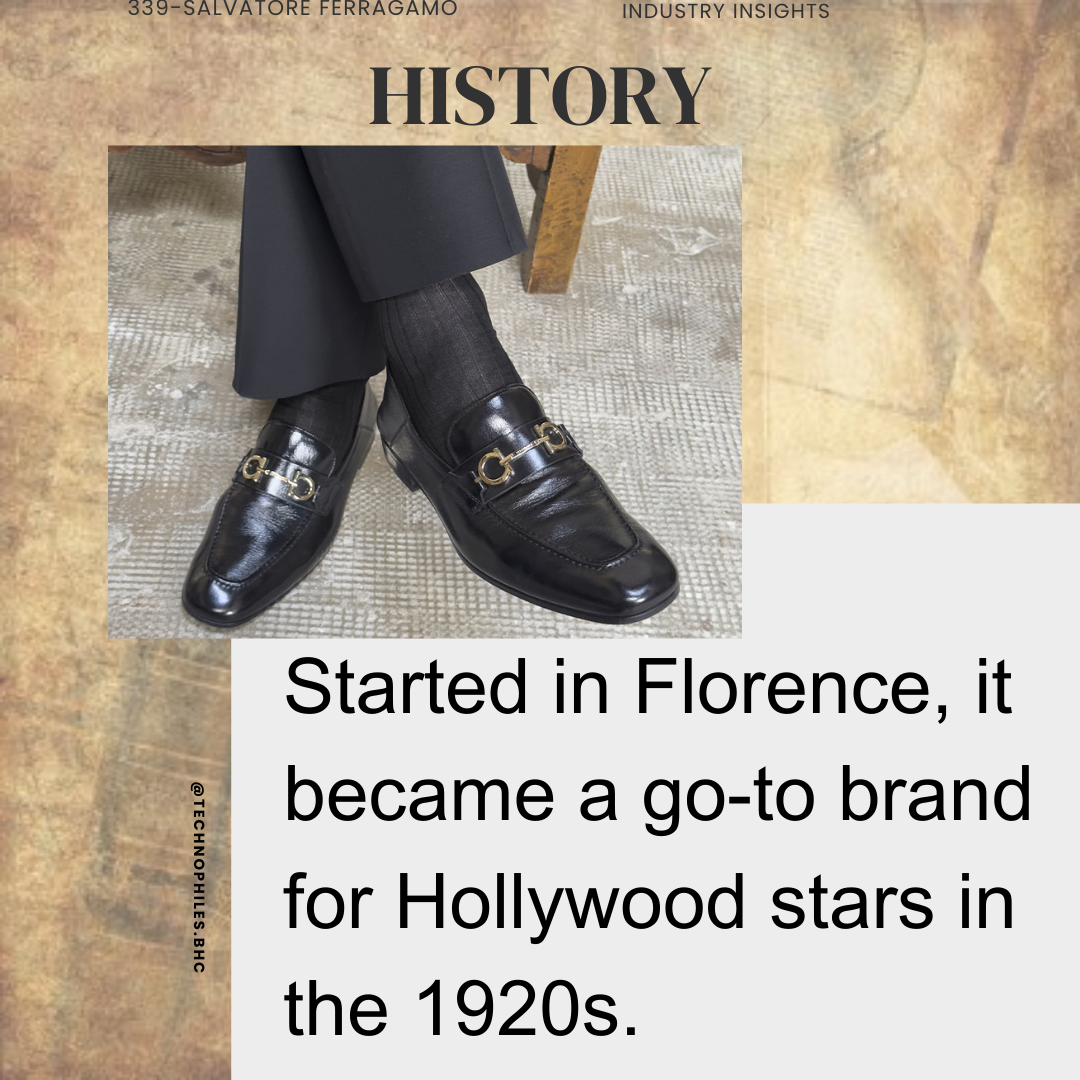 339-SALVATORE FERRAGAMO
INDUSTRY INSIGHTS
HISTORY
Started in Florence, it
became a go-to brand
for Hollywood stars in
the 1920s.
@TECHNOPHILES.BHC